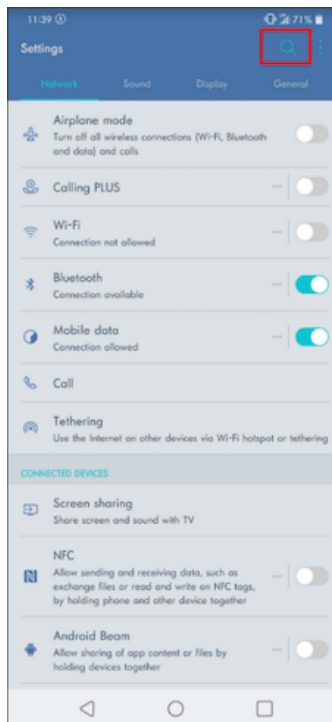 11:39
71%
Settings
Network Sound Display General
Airplane mode
Turn off all wireless connections (Wi-Fi, Bluetooth
and data) and calls
Calling PLUS
Wi-Fi
Connection not allowed
Bluetooth
Connection available
Mobile data
Connection allowed
Call
Tethering
Use the Internet on other devices via Wi-Fi hotspot or tethering
CONNECTED DEVICES
Screen sharing
Share screen and sound with TV
NFC
Allow sending and receiving data, such as
exchange files or read and write on NFC tags,
by holding phone and other device together
Android Beam
Allow sharing of app content or files by
holding devices together